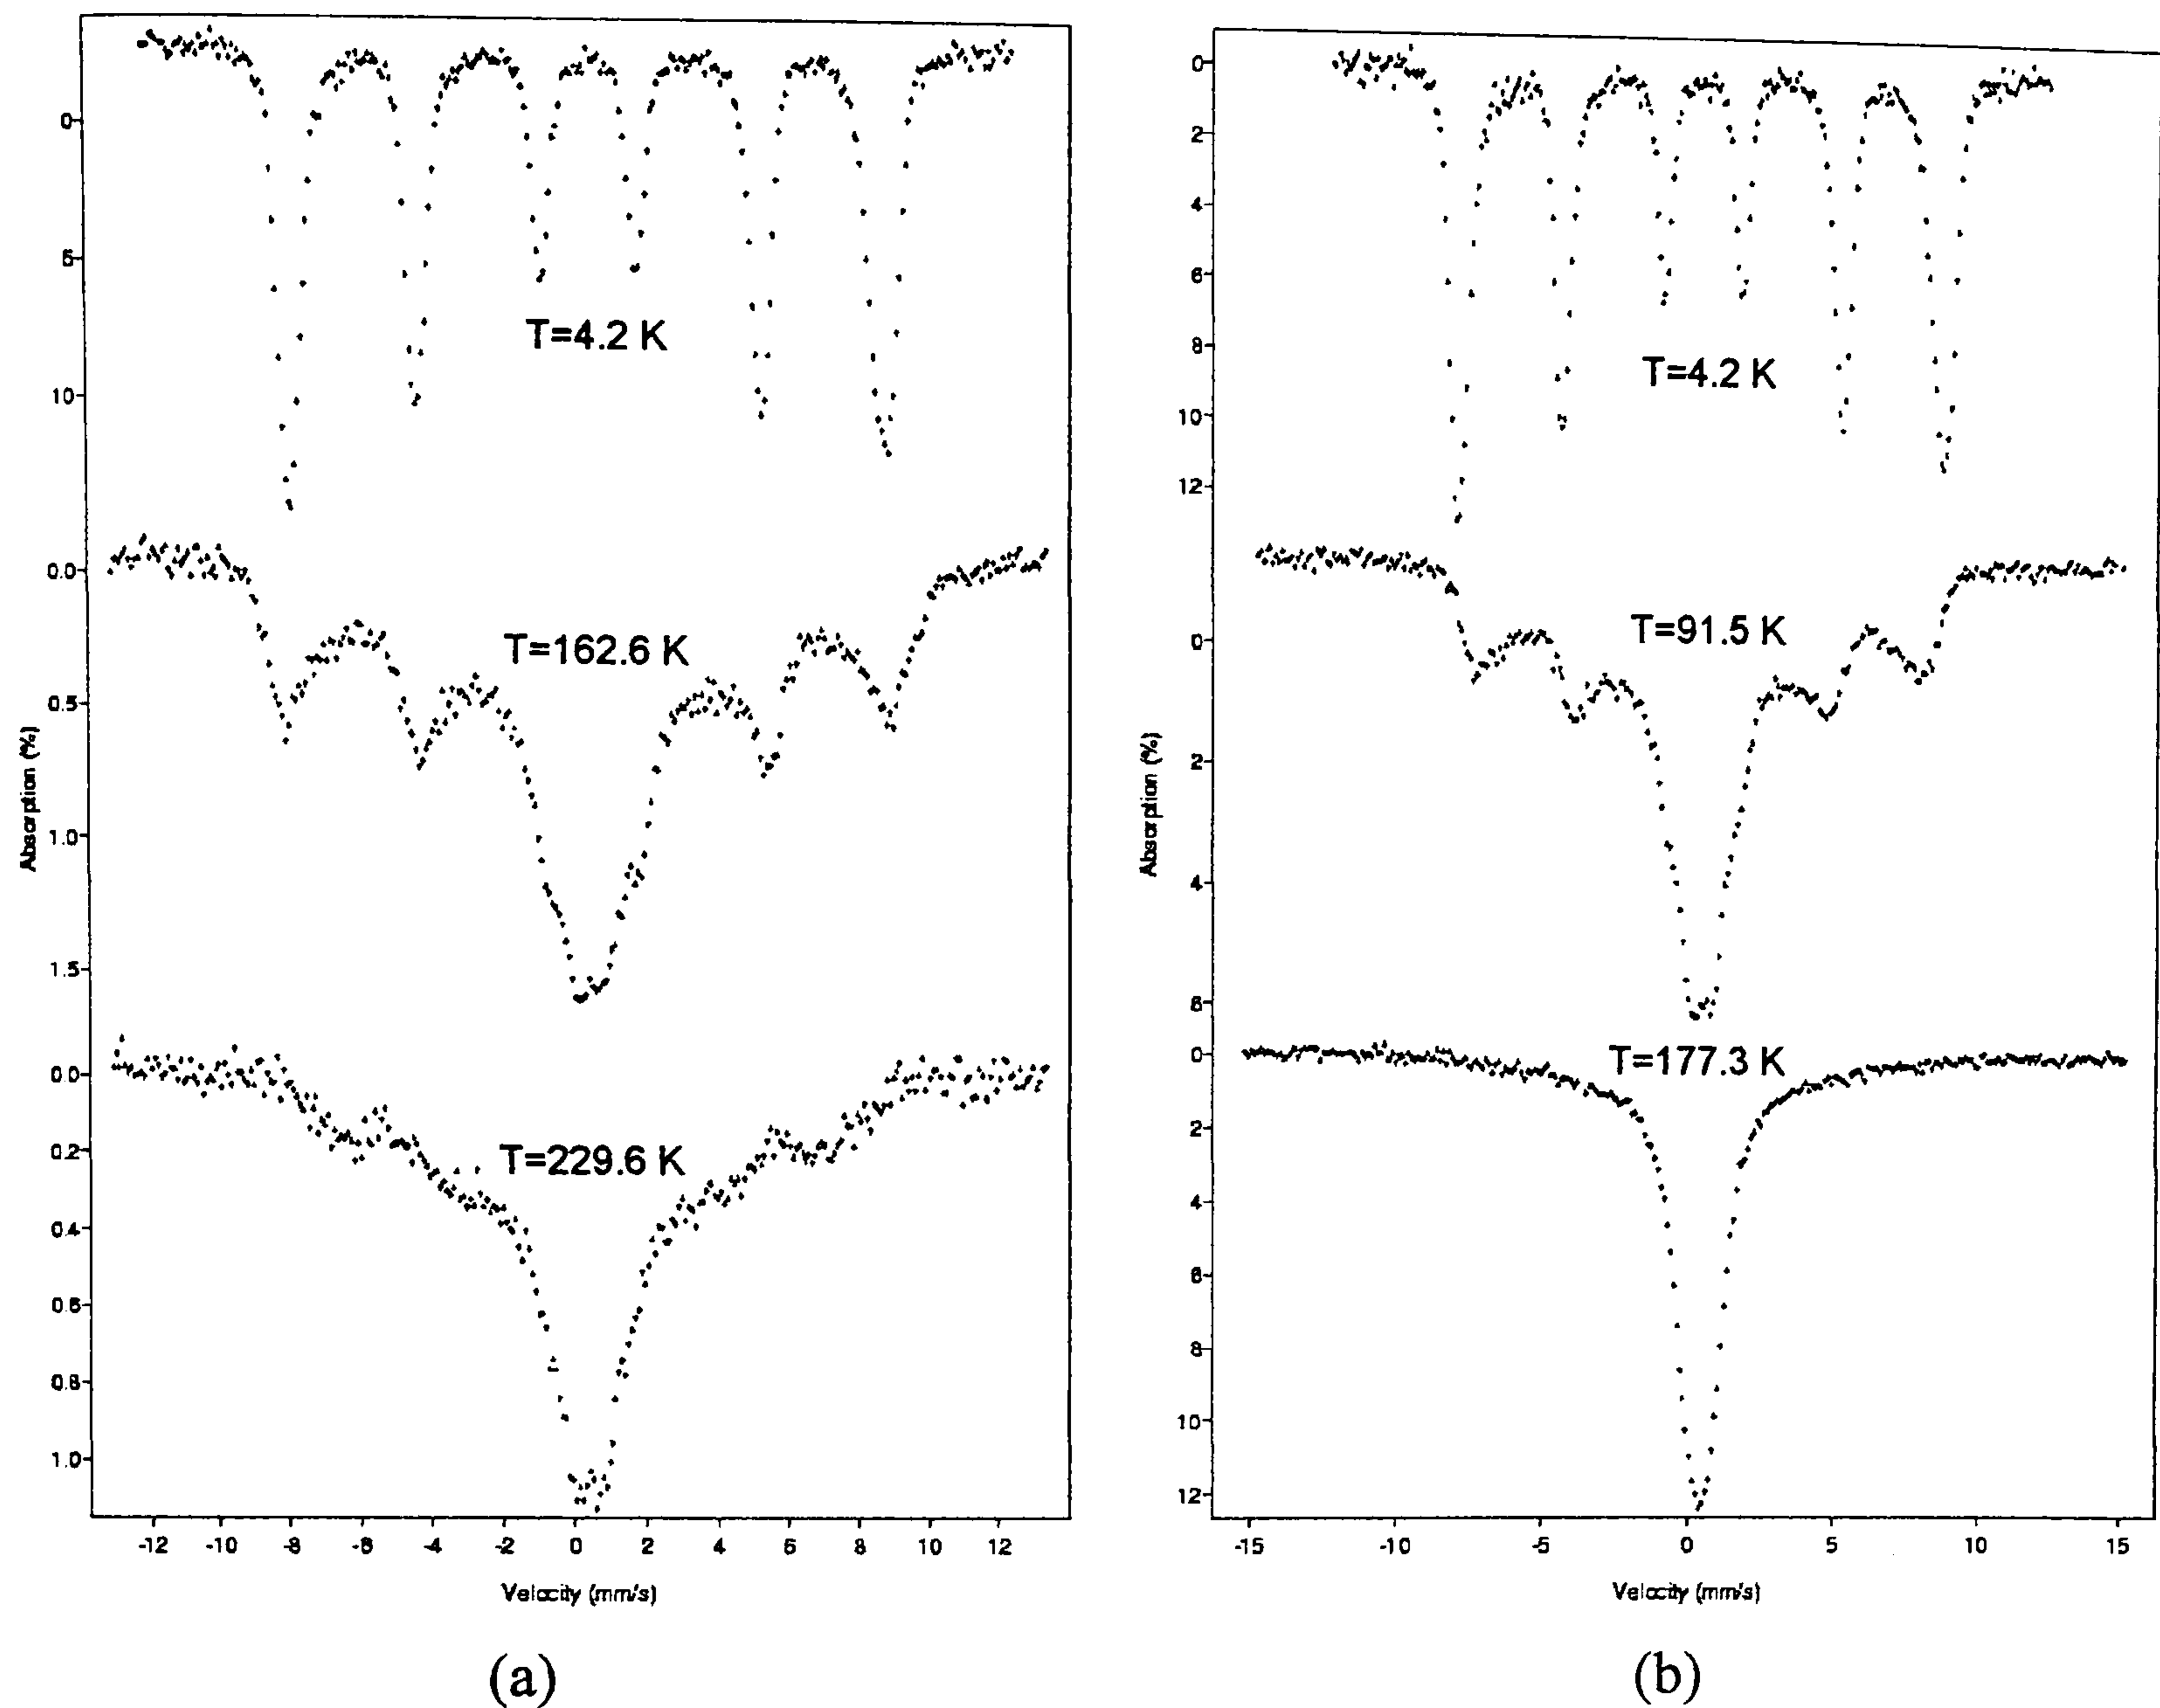 0
5
10
T=4.2 K
0.0
0.5
1.0
1.5
T=162.6 K
0.0
0.2
0.4
0.6
0.8
1.0
T=229.6 K
Absorption (%)
-12 -10 -8 -6 -4 -2 0 2 4 6 8 10 12
Velocity (mm/s)
(a)
0
2
4
6
8
10
12
T=4.2 K
0
2
4
6
T=91.5 K
0
2
4
6
8
10
12
T=177.3 K
Absorption (%)
-15 -10 -5 0 5 10 15
Velocity (mm/s)
(b)